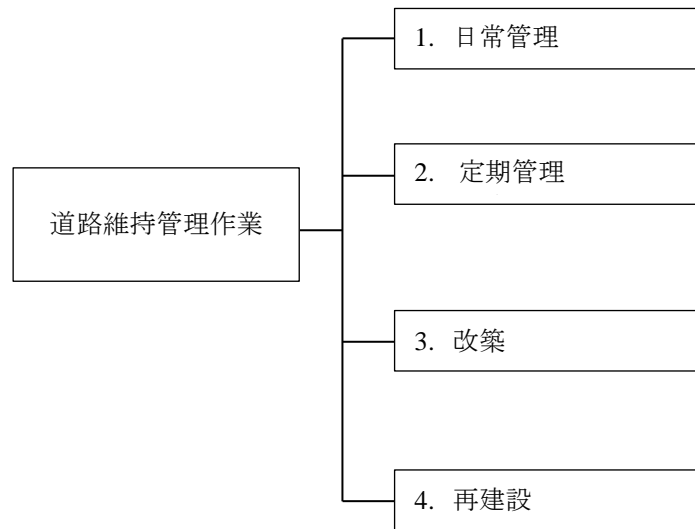 1. 日常管理
2. 定期管理
道路維持管理作業
3. 改築
4. 再建設